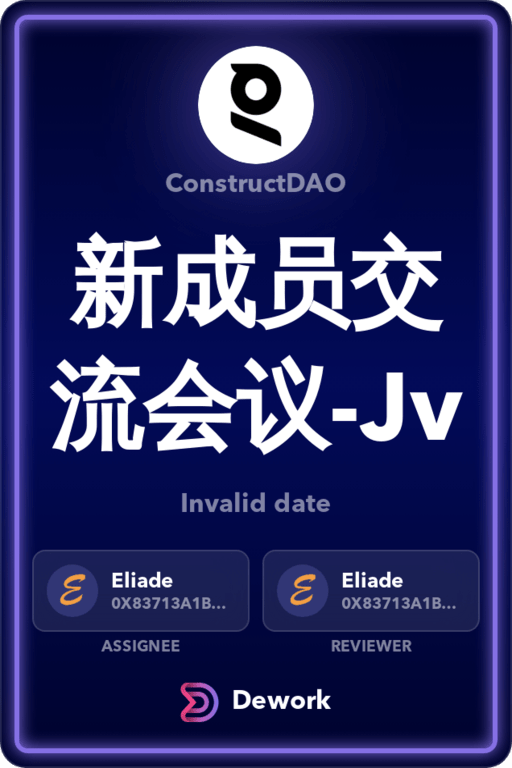 ConstructDAO
新成员交
流会议-Jv
Invalid date
Eliade
0X83713A1B...
ASSIGNEE
Eliade
0X83713A1B...
REVIEWER
Dework